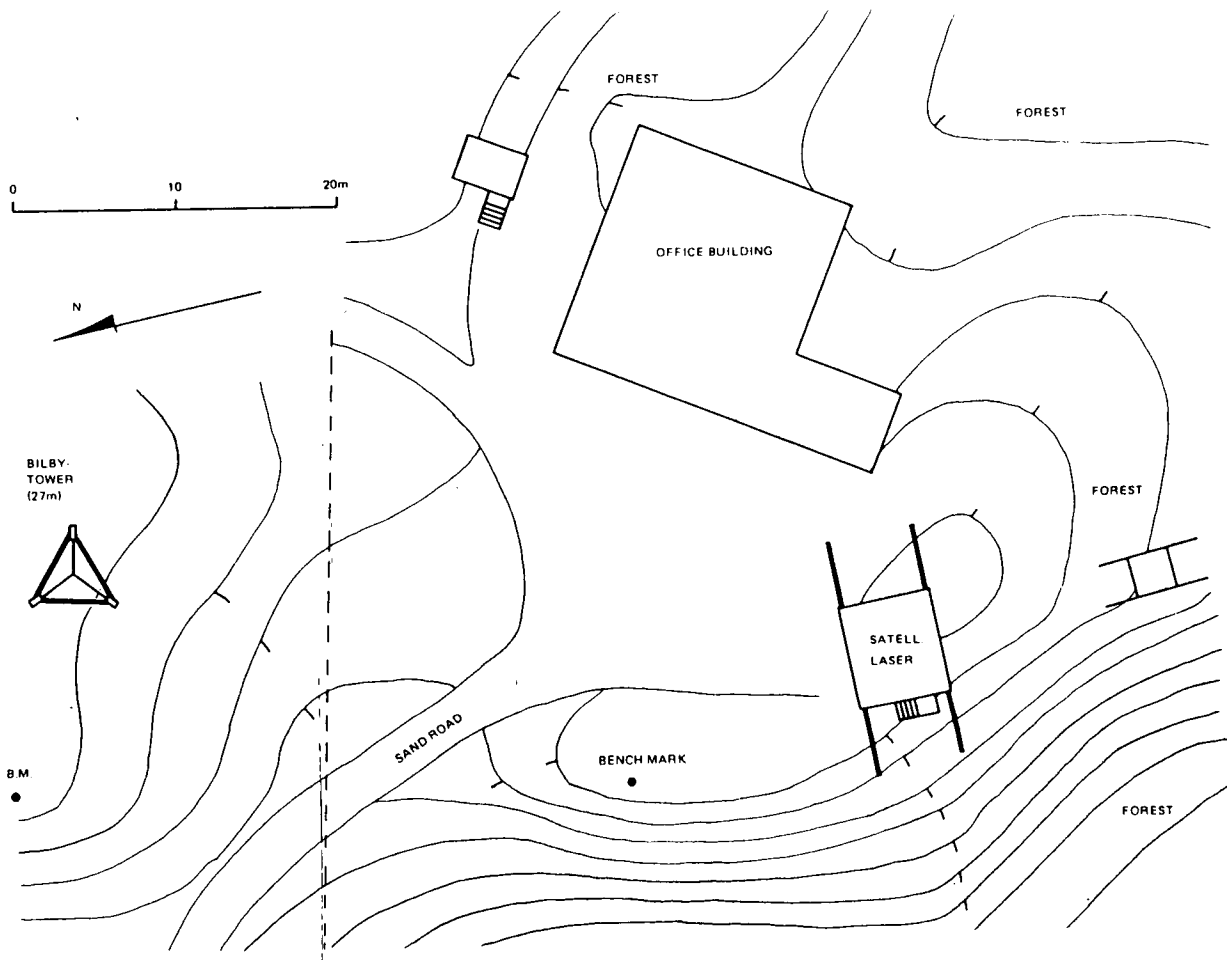 FOREST
FOREST
0 10 20m
OFFICE BUILDING
N
BILBY-
TOWER
(27m)
FOREST
SATELL.
LASER
SAND ROAD
BENCH MARK
B.M.
FOREST